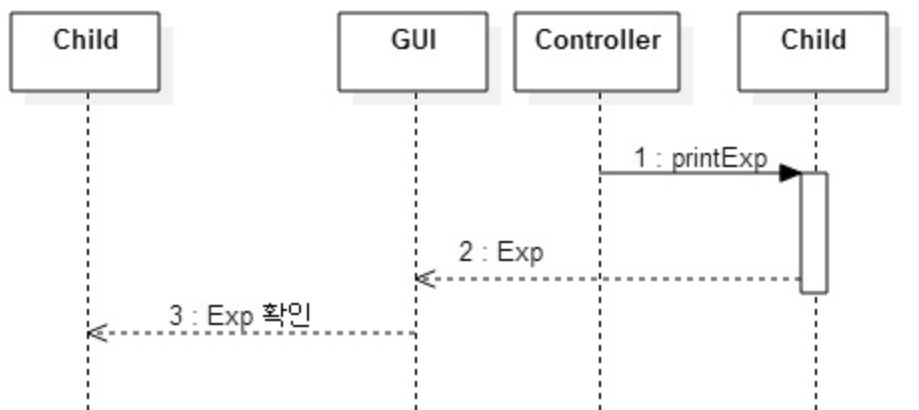 Child
GUI
Controller
Child
1 : printExp
2 : Exp
3 : Exp 확인